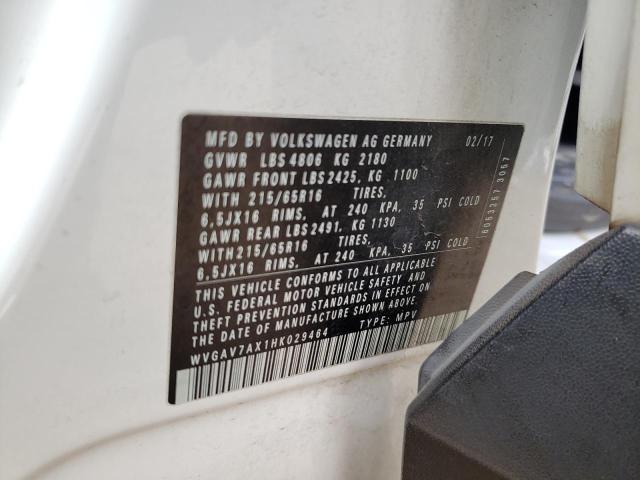 MFD BY VOLKSWAGEN AG GERMANY 02/17
GVWR LBS 4806 KG 2180
GAWR FRONT LBS 2425, KG 1100
WITH 215/65R16 TIRES,
6,5JX16 RIMS, AT 240 KPA, 35 PSI COLD
GAWR REAR LBS 2491, KG 1130
WITH 215/65R16 TIRES,
6,5JX16 RIMS, AT 240 KPA, 35 PSI COLD
THIS VEHICLE CONFORMS TO ALL APPLICABLE
U.S. FEDERAL MOTOR VEHICLE SAFETY AND
THEFT PREVENTION STANDARDS IN EFFECT ON
THE DATE OF MANUFACTURE SHOWN ABOVE.
WVGAV7AX1HK029464 TYPE: MPV